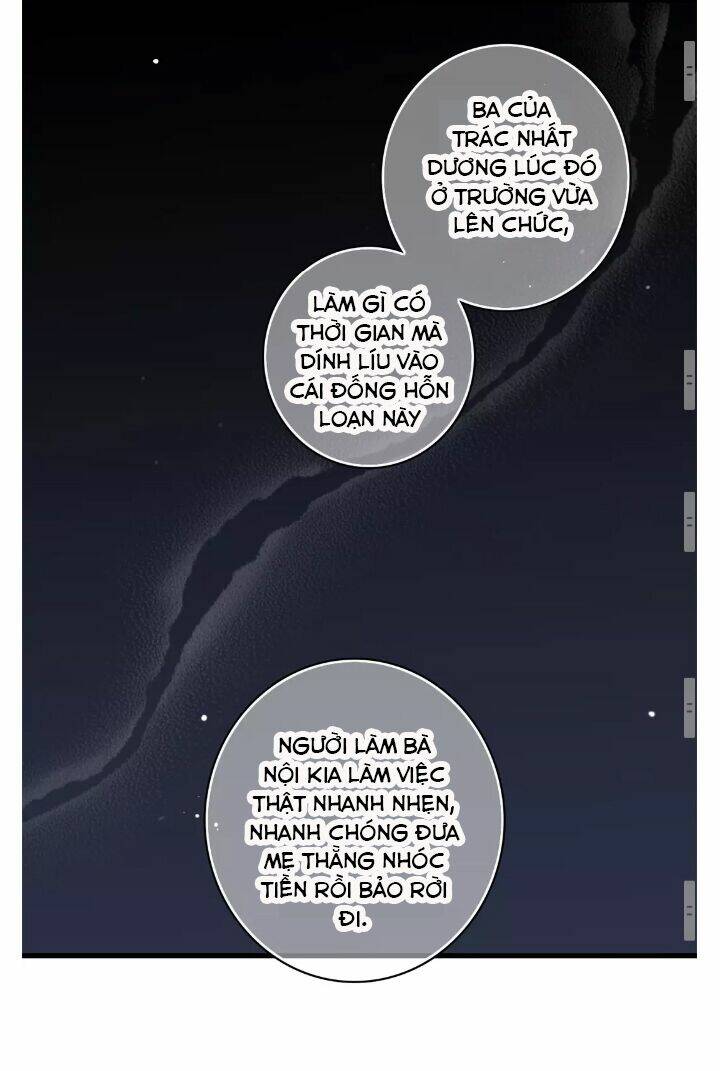 BA CỦA
TRÁC NHẤT
DƯƠNG LÚC ĐÓ
Ở TRƯỜNG VỪA
LÊN CHỨC,
LÀM GÌ CÓ
THỜI GIAN MÀ
DÍNH LÍU VÀO
CÁI ĐỐNG HỖN
LOẠN NÀY
NGƯỜI LÀM BÀ
NỘI KIA LÀM VIỆC
THẬT NHANH NHẸN,
NHANH CHÓNG ĐƯA
MẸ THẰNG NHÓC
TIỀN RỒI BẢO RỜI
ĐI.